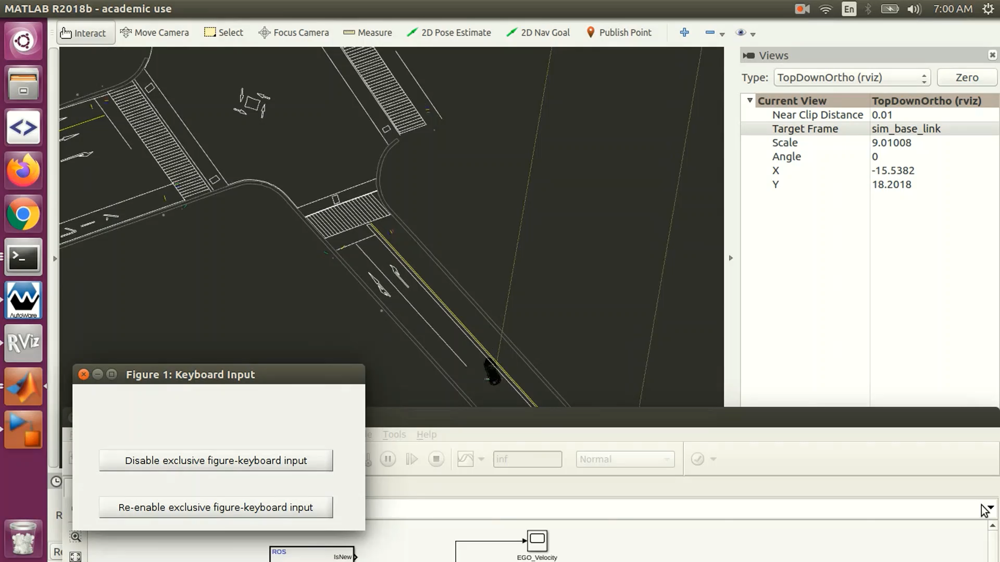 MATLAB R2018b - academic use
En
7:00 AM
Interact
Move Camera
Select
Focus Camera
Measure
2D Pose Estimate
2D Nav Goal
Publish Point
Views
Type:
TopDownOrtho (rviz)
Zero
Current View
TopDownOrtho (rviz)
Near Clip Distance
0.01
Target Frame
sim_base_link
Scale
9.01008
Angle
0
X
-15.5382
Y
18.2018
AutoWare
RViz
Figure 1: Keyboard Input
Disable exclusive figure-keyboard input
Re-enable exclusive figure-keyboard input
Tools
Help
inf
Normal
ROS
IsNew
EGO_Velocity